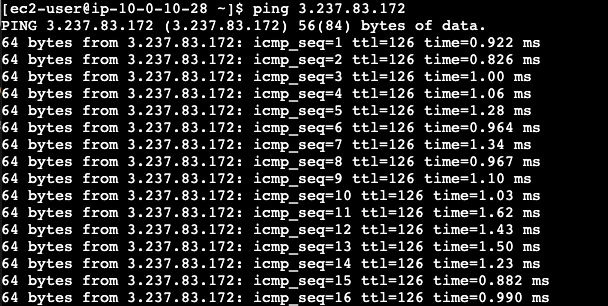 [ec2-user@ip-10-0-10-28 ~]$ ping 3.237.83.172
PING 3.237.83.172 (3.237.83.172) 56(84) bytes of data.
64 bytes from 3.237.83.172: icmp_seq=1 ttl=126 time=0.922 ms
64 bytes from 3.237.83.172: icmp_seq=2 ttl=126 time=0.826 ms
64 bytes from 3.237.83.172: icmp_seq=3 ttl=126 time=1.00 ms
64 bytes from 3.237.83.172: icmp_seq=4 ttl=126 time=1.06 ms
64 bytes from 3.237.83.172: icmp_seq=5 ttl=126 time=1.28 ms
64 bytes from 3.237.83.172: icmp_seq=6 ttl=126 time=0.964 ms
64 bytes from 3.237.83.172: icmp_seq=7 ttl=126 time=1.34 ms
64 bytes from 3.237.83.172: icmp_seq=8 ttl=126 time=0.967 ms
64 bytes from 3.237.83.172: icmp_seq=9 ttl=126 time=1.10 ms
64 bytes from 3.237.83.172: icmp_seq=10 ttl=126 time=1.03 ms
64 bytes from 3.237.83.172: icmp_seq=11 ttl=126 time=1.62 ms
64 bytes from 3.237.83.172: icmp_seq=12 ttl=126 time=1.43 ms
64 bytes from 3.237.83.172: icmp_seq=13 ttl=126 time=1.50 ms
64 bytes from 3.237.83.172: icmp_seq=14 ttl=126 time=1.23 ms
64 bytes from 3.237.83.172: icmp_seq=15 ttl=126 time=0.882 ms
64 bytes from 3.237.83.172: icmp_seq=16 ttl=126 time=0.990 ms